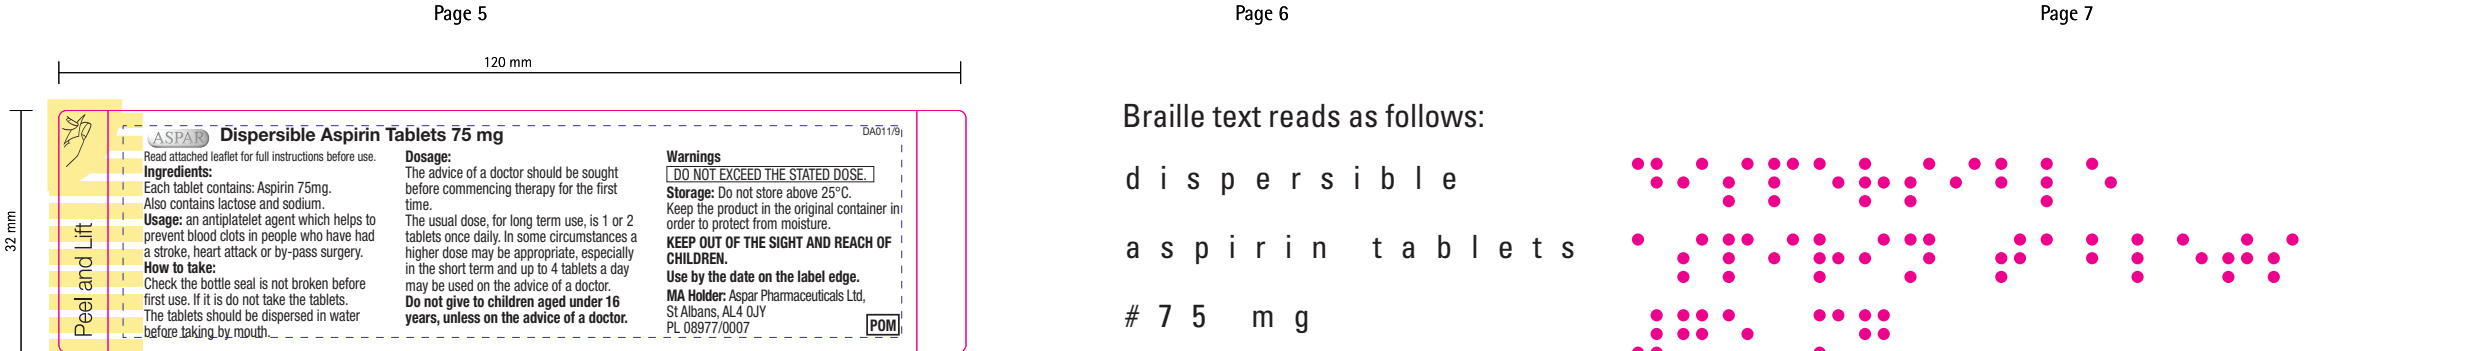 Page 5
Page 6
Page 7
120 mm
32 mm
Peel and Lift
ASPAR
Dispersible Aspirin Tablets 75 mg
DA011/9
Read attached leaflet for full instructions before use.
Ingredients:
Each tablet contains: Aspirin 75mg.
Also contains lactose and sodium.
Usage: an antiplatelet agent which helps to
prevent blood clots in people who have had
a stroke, heart attack or by-pass surgery.
How to take:
Check the bottle seal is not broken before
first use. If it is do not take the tablets.
The tablets should be dispersed in water
before taking by mouth.
Dosage:
The advice of a doctor should be sought
before commencing therapy for the first
time.
The usual dose, for long term use, is 1 or 2
tablets once daily. In some circumstances a
higher dose may be appropriate, especially
in the short term and up to 4 tablets a day
may be used on the advice of a doctor.
Do not give to children aged under 16
years, unless on the advice of a doctor.
Warnings
DO NOT EXCEED THE STATED DOSE.
Storage: Do not store above 25°C.
Keep the product in the original container in
order to protect from moisture.
KEEP OUT OF THE SIGHT AND REACH OF
CHILDREN.
Use by the date on the label edge.
MA Holder: Aspar Pharmaceuticals Ltd,
St Albans, AL4 0JY
PL 08977/0007
POM
Braille text reads as follows:
d i s p e r s i b l e
a s p i r i n t a b l e t s
# 7 5 m g